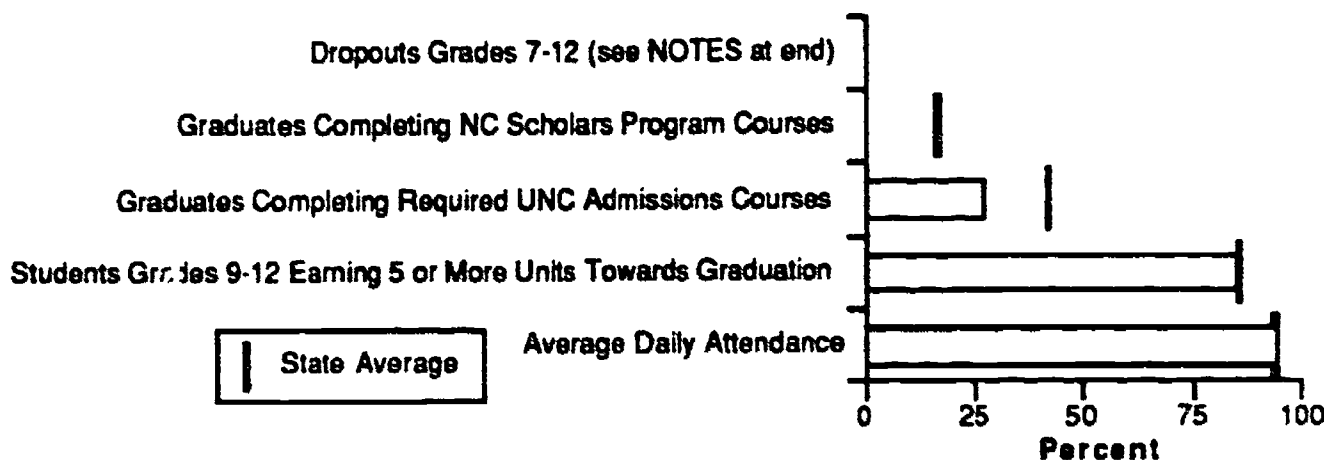 Dropouts Grades 7-12 (see NOTES at end)
Graduates Completing NC Scholars Program Courses
Graduates Completing Required UNC Admissions Courses
Students Grades 9-12 Earning 5 or More Units Towards Graduation
Average Daily Attendance
State Average
0 25 50 75 100
Percent